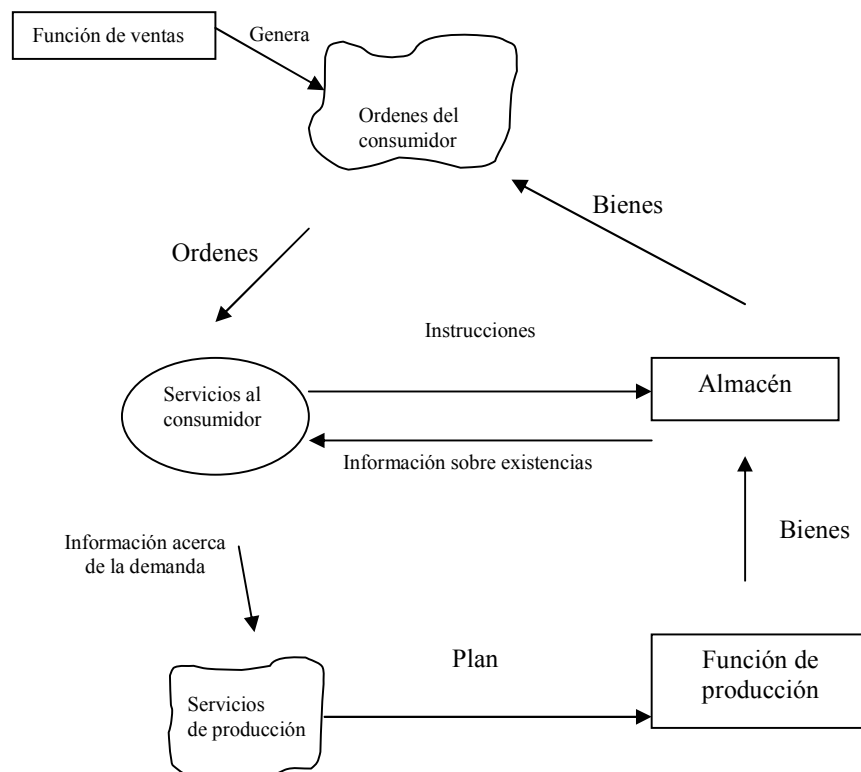 Función de ventas
Genera
Ordenes del
consumidor
Bienes
Ordenes
Instrucciones
Servicios al
consumidor
Almacén
Información sobre existencias
Información acerca
de la demanda
Bienes
Plan
Función de
producción
Servicios
de producción